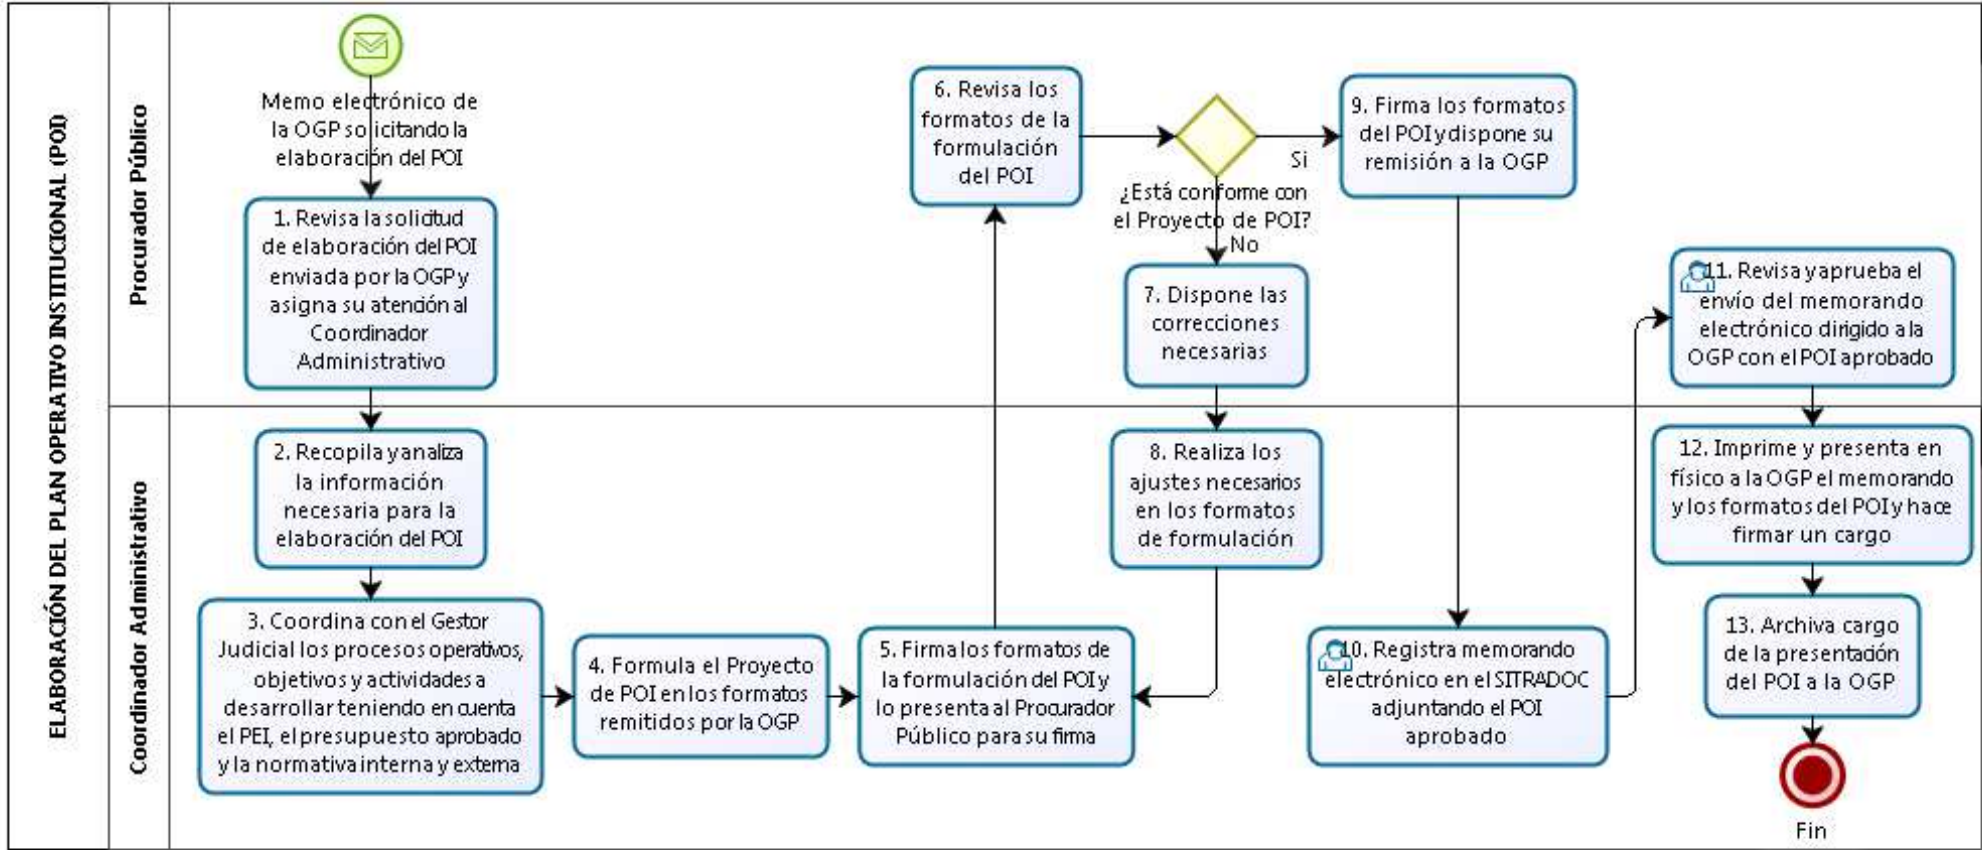 ELABORACIÓN DEL PLAN OPERATIVO INSTITUCIONAL (POI)
Procurador Público
Memo electrónico de
la OGP solicitando la
elaboración del POI
1. Revisa la solicitud
de elaboración del POI
enviada por la OGP y
asigna su atención al
Coordinador
Administrativo
6. Revisa los
formatos de la
formulación
del POI
¿Está conforme con
el Proyecto de POI?
Si
No
7. Dispone las
correcciones
necesarias
9. Firma los formatos
del POI y dispone su
remisión a la OGP
11. Revisa y aprueba el
envío del memorando
electrónico dirigido a la
OGP con el POI aprobado
Coordinador Administrativo
2. Recopila y analiza
la información
necesaria para la
elaboración del POI
3. Coordina con el Gestor
Judicial los procesos operativos,
objetivos y actividades a
desarrollar teniendo en cuenta
el PEI, el presupuesto aprobado
y la normativa interna y externa
4. Formula el Proyecto
de POI en los formatos
remitidos por la OGP
5. Firma los formatos de
la formulación del POI y
lo presenta al Procurador
Público para su firma
8. Realiza los
ajustes necesarios
en los formatos
de formulación
10. Registra memorando
electrónico en el SITRADOC
adjuntando el POI
aprobado
12. Imprime y presenta en
físico a la OGP el memorando
y los formatos del POI y hace
firmar un cargo
13. Archiva cargo
de la presentación
del POI a la OGP
Fin